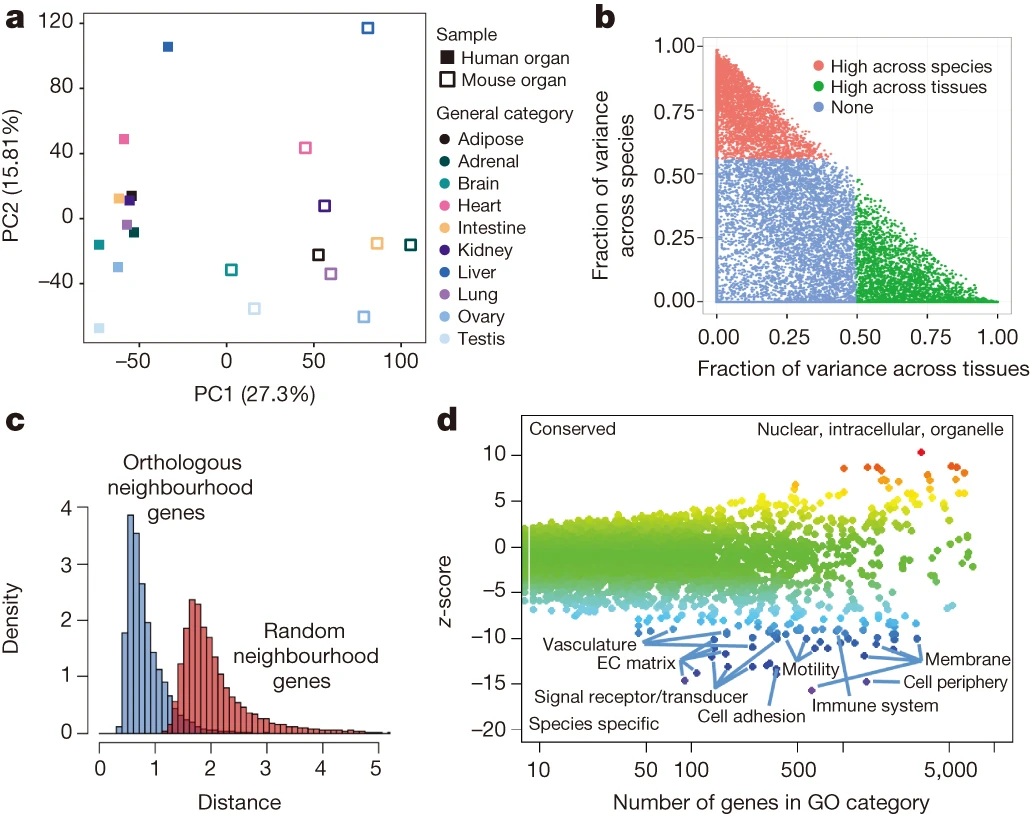 a
120
80
40
0
–40
PC2 (15.81%)
–50
0
50
100
PC1 (27.3%)
Sample
Human organ
Mouse organ
General category
Adipose
Adrenal
Brain
Heart
Intestine
Kidney
Liver
Lung
Ovary
Testis
b
1.00
0.75
0.50
0.25
0.00
Fraction of variance
across species
High across species
High across tissues
None
0.00
0.25
0.50
0.75
1.00
Fraction of variance across tissues
c
Orthologous
neighbourhood
genes
Random
neighbourhood
genes
4
3
2
1
0
Density
0
1
2
3
4
5
Distance
d
Conserved
Nuclear, intracellular, organelle
10
5
0
–5
–10
–15
–20
z-score
Vasculature
EC matrix
Signal receptor/transducer
Cell adhesion
Motility
Immune system
Membrane
Cell periphery
Species specific
10
50
100
500
5,000
Number of genes in GO category